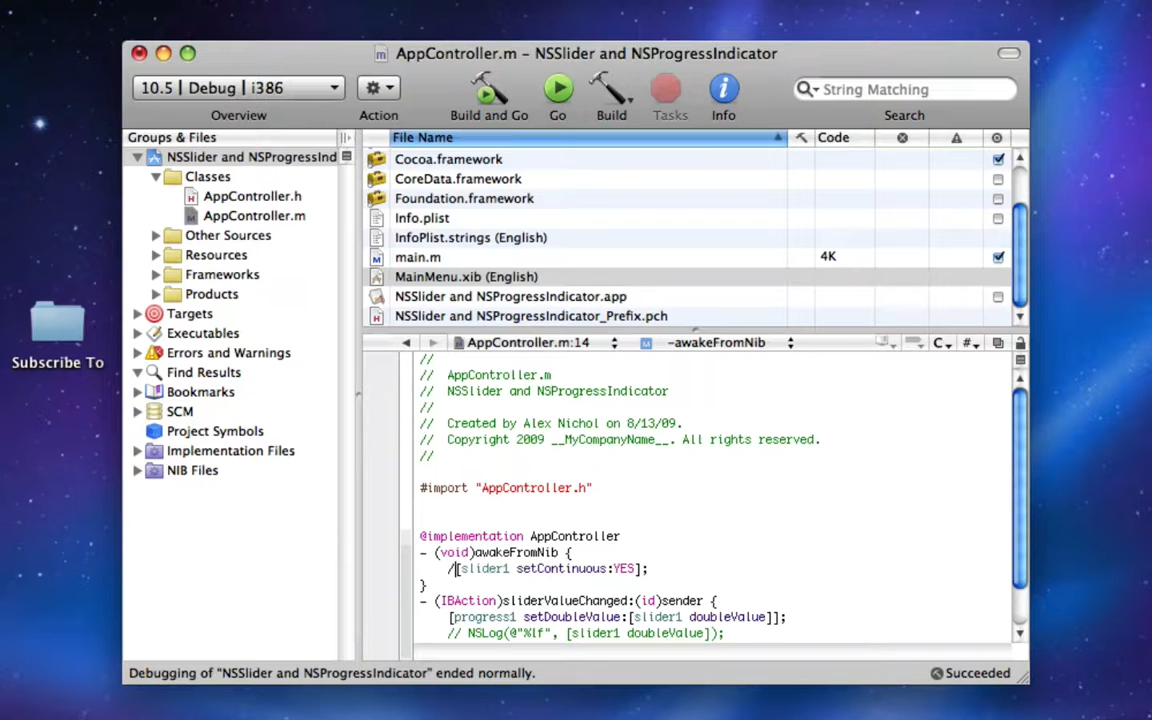 AppController.m – NSSlider and NSProgressIndicator
10.5 | Debug | i386
String Matching
Overview
Action
Build and Go
Go
Build
Tasks
Info
Search
Groups & Files
NSSlider and NSProgressInd
Classes
AppController.h
AppController.m
Other Sources
Resources
Frameworks
Products
Targets
Executables
Errors and Warnings
Find Results
Bookmarks
SCM
Project Symbols
Implementation Files
NIB Files
File Name
Code
Cocoa.framework
CoreData.framework
Foundation.framework
Info.plist
InfoPlist.strings (English)
main.m 4K
MainMenu.xib (English)
NSSlider and NSProgressIndicator.app
NSSlider and NSProgressIndicator_Prefix.pch
AppController.m:14
-awakeFromNib
C
#
//
// AppController.m
// NSSlider and NSProgressIndicator
//
// Created by Alex Nichol on 8/13/09.
// Copyright 2009 __MyCompanyName__. All rights reserved.
//
#import "AppController.h"
@implementation AppController
- (void)awakeFromNib {
/[slider1 setContinuous:YES];
}
- (IBAction)sliderValueChanged:(id)sender {
[progress1 setDoubleValue:[slider1 doubleValue]];
// NSLog(@"%lf", [slider1 doubleValue]);
Debugging of "NSSlider and NSProgressIndicator" ended normally.
Succeeded
Subscribe To